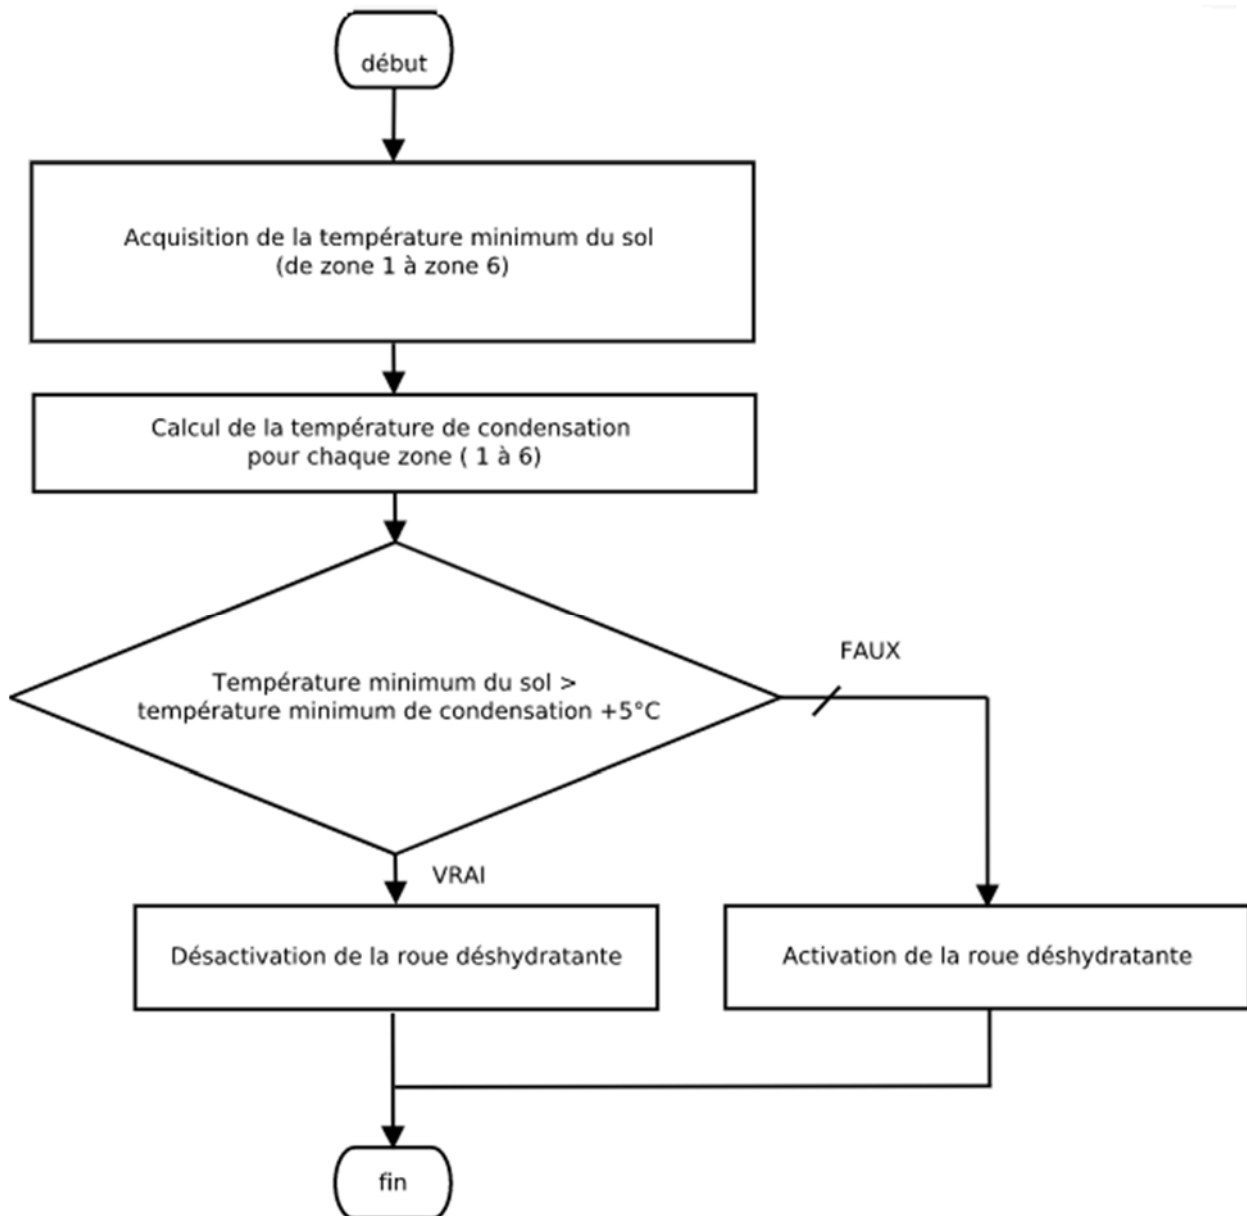 début
Acquisition de la température minimum du sol
(de zone 1 à zone 6)
Calcul de la température de condensation
pour chaque zone ( 1 à 6)
Température minimum du sol >
température minimum de condensation +5°C
FAUX
VRAI
Désactivation de la roue déshydratante
Activation de la roue déshydratante
fin